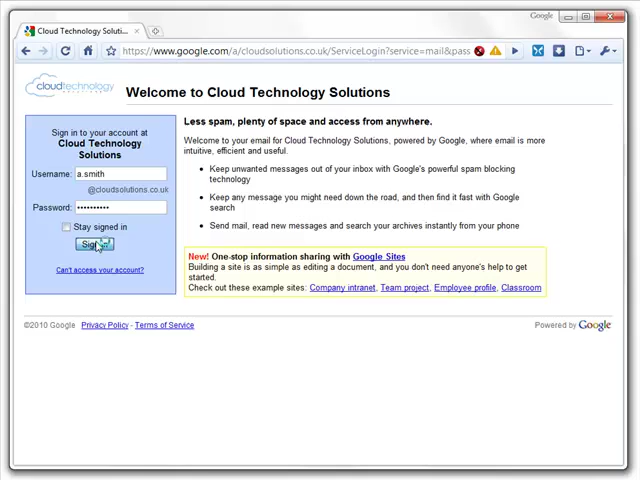 Google
Cloud Technology Soluti...
https://www.google.com/a/cloudsolutions.co.uk/ServiceLogin?service=mail&pass
cloudtechnology
SOLUTIONS
Welcome to Cloud Technology Solutions
Sign in to your account at
Cloud Technology
Solutions
Username: a.smith
@cloudsolutions.co.uk
Password: ••••••••••
Stay signed in
Can't access your account?
Less spam, plenty of space and access from anywhere.
Welcome to your email for Cloud Technology Solutions, powered by Google, where email is more
intuitive, efficient and useful.
• Keep unwanted messages out of your inbox with Google's powerful spam blocking
technology
• Keep any message you might need down the road, and then find it fast with Google
search
• Send mail, read new messages and search your archives instantly from your phone
New! One-stop information sharing with Google Sites
Building a site is as simple as editing a document, and you don't need anyone's help to get
started.
Check out these example sites: Company intranet, Team project, Employee profile, Classroom
©2010 Google Privacy Policy - Terms of Service
Powered by Google